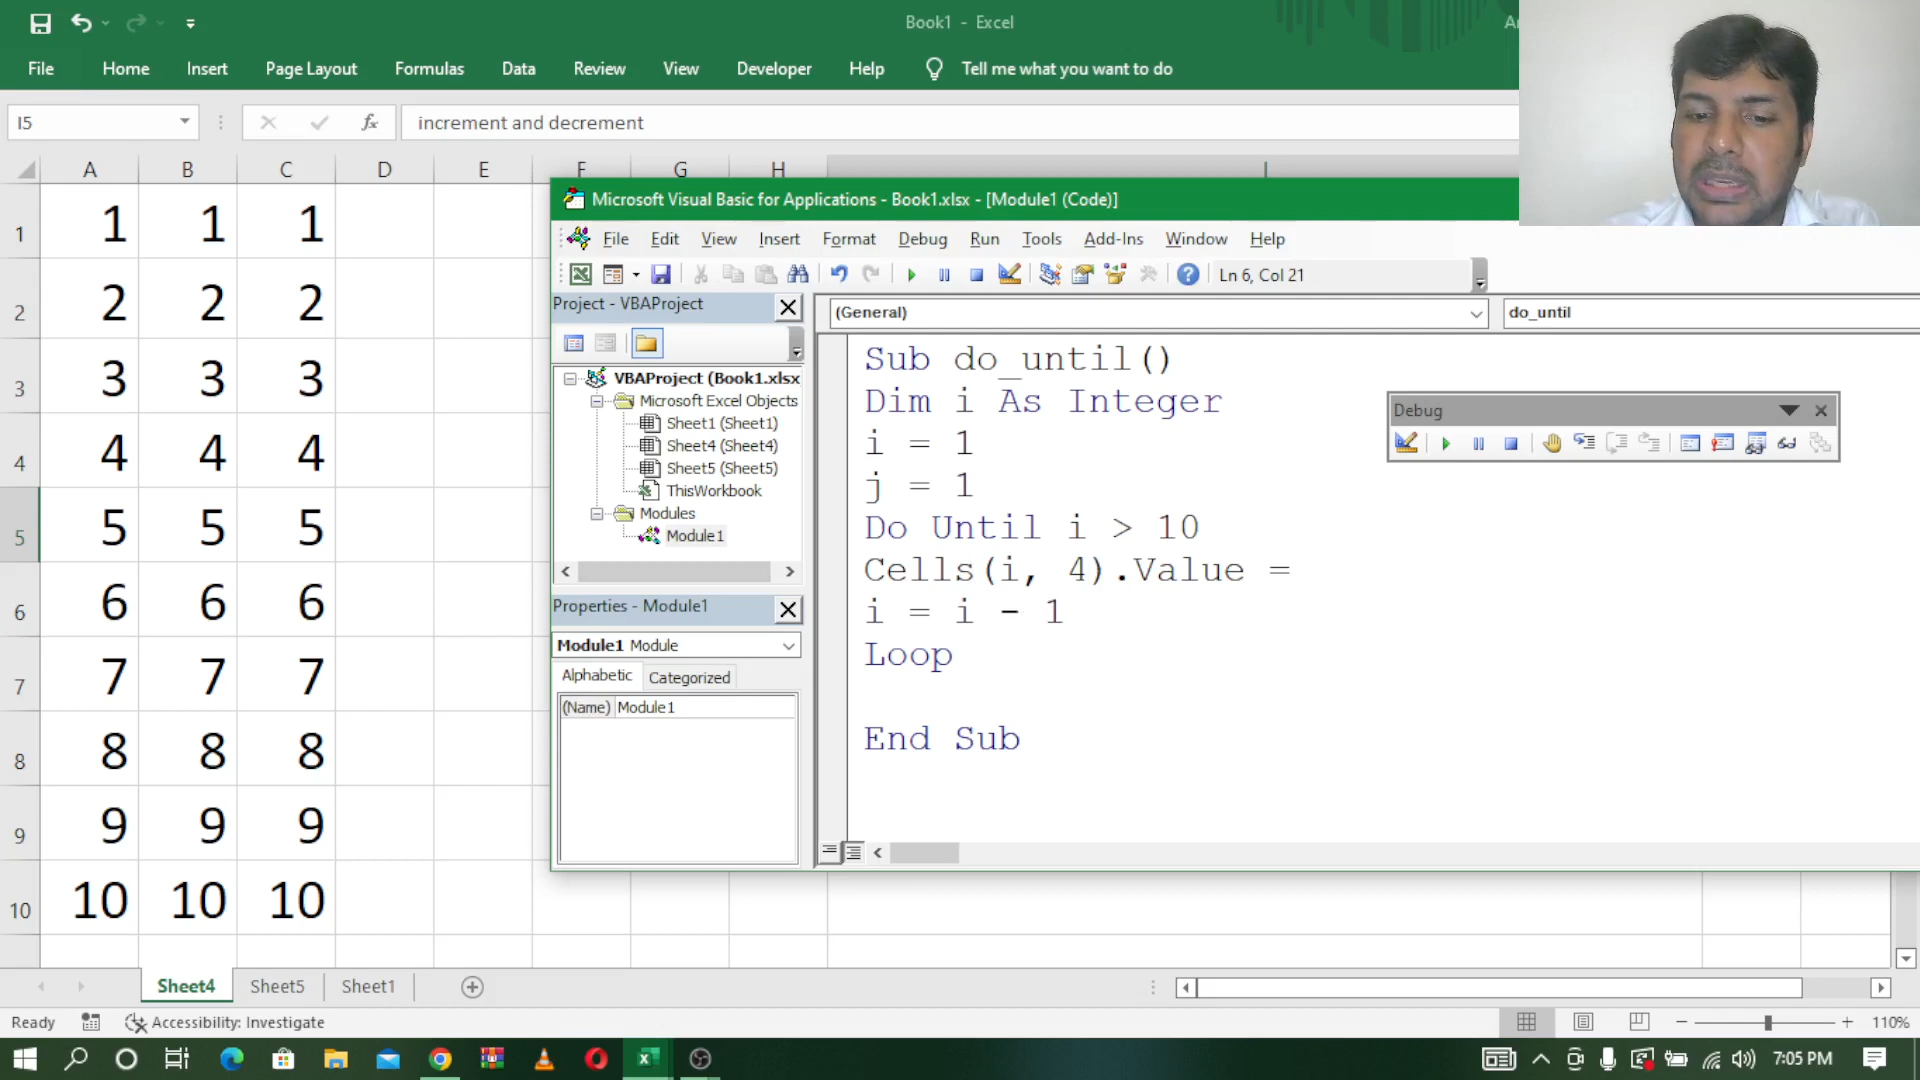 Book1 - Excel
File Home Insert Page Layout Formulas Data Review View Developer Help Tell me what you want to do
I5 fx increment and decrement
A B C D E F G H I
1 1 1 1
2 2 2 2
3 3 3 3
4 4 4 4
5 5 5 5
6 6 6 6
7 7 7 7
8 8 8 8
9 9 9 9
10 10 10 10
Microsoft Visual Basic for Applications - Book1.xlsx - [Module1 (Code)]
File Edit View Insert Format Debug Run Tools Add-Ins Window Help
Ln 6, Col 21
Project - VBAProject
VBAProject (Book1.xlsx
Microsoft Excel Objects
Sheet1 (Sheet1)
Sheet4 (Sheet4)
Sheet5 (Sheet5)
ThisWorkbook
Modules
Module1
Properties - Module1
Module1 Module
Alphabetic Categorized
(Name) Module1
(General) do_until
Sub do_until()
Dim i As Integer
i = 1
j = 1
Do Until i > 10
Cells(i, 4).Value =
i = i - 1
Loop
End Sub
Debug
Sheet4 Sheet5 Sheet1
Ready Accessibility: Investigate 110%
7:05 PM